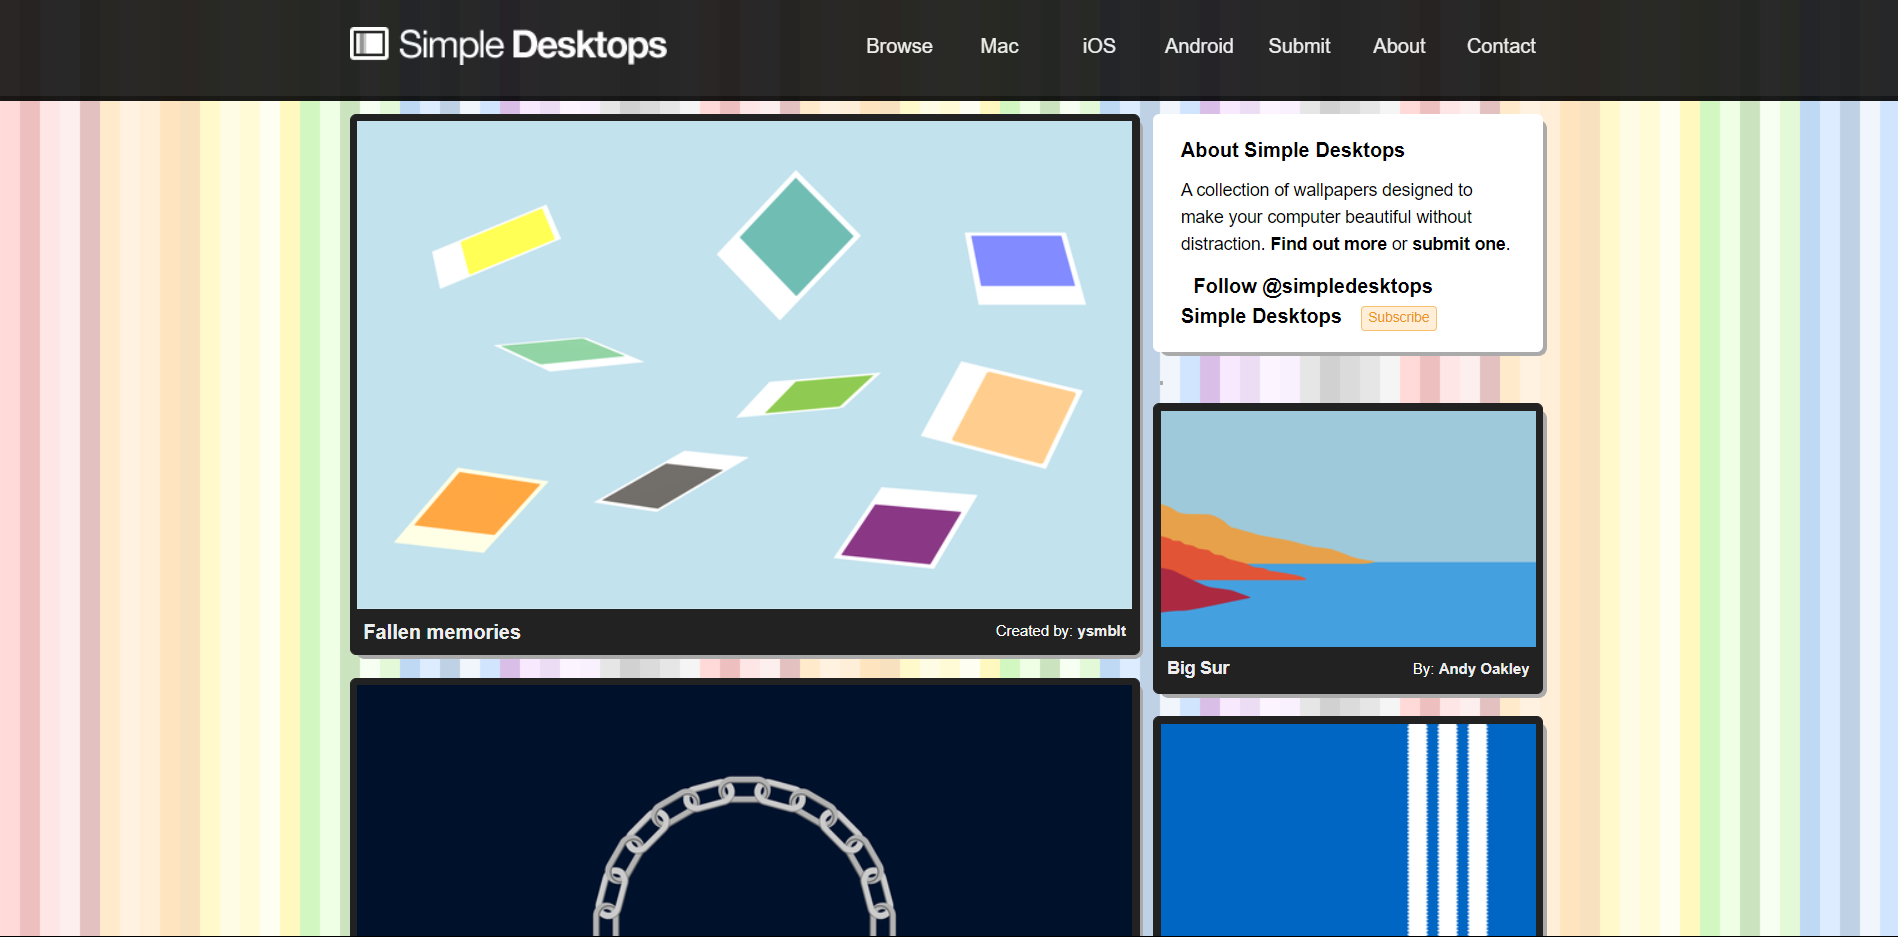 Simple Desktops
Browse
Mac
iOS
Android
Submit
About
Contact
About Simple Desktops
A collection of wallpapers designed to
make your computer beautiful without
distraction. Find out more or submit one.
Follow @simpledesktops
Simple Desktops
Subscribe
Fallen memories
Created by: ysmblt
Big Sur
By: Andy Oakley